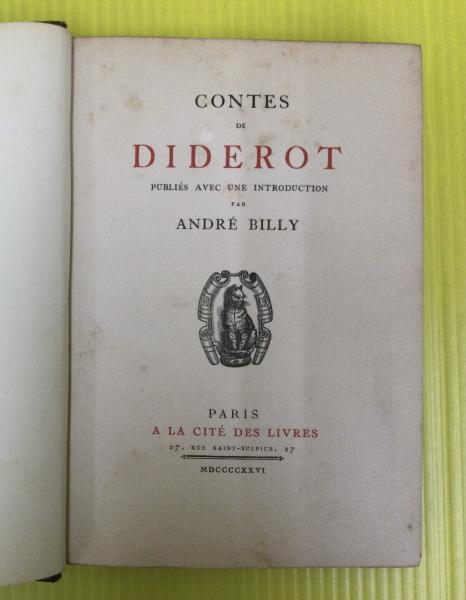 CONTES
DE
DIDEROT
PUBLIÉS AVEC UNE INTRODUCTION
PAR
ANDRÉ BILLY
PARIS
A LA CITÉ DES LIVRES
27, RUE SAINT-SULPICE, 27
MDCCCCXXVI